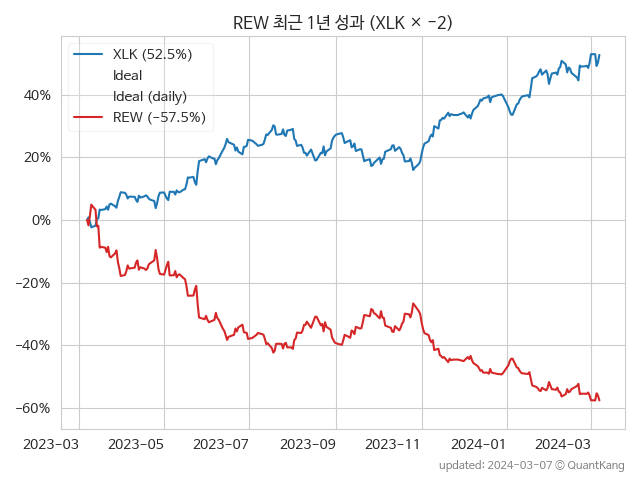 REW 최근 1년 성과 (XLK × −2)
XLK (52.5%)
Ideal
Ideal (daily)
REW (−57.5%)
40%
20%
0%
−20%
−40%
−60%
2023−03 2023−05 2023−07 2023−09 2023−11 2024−01 2024−03
updated: 2024−03−07 © QuantKang